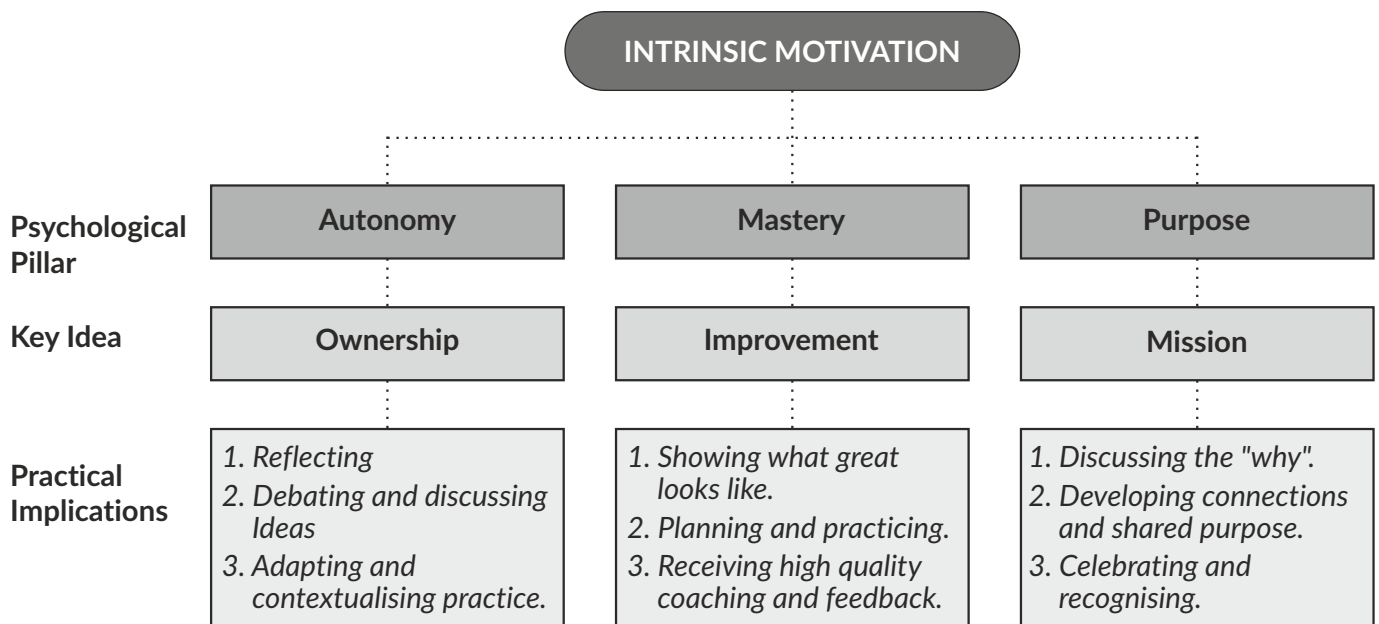 INTRINSIC MOTIVATION
Psychological
Pillar
Autonomy
Mastery
Purpose
Key Idea
Ownership
Improvement
Mission
Practical
Implications
1. Reflecting
2. Debating and discussing
Ideas
3. Adapting and
contextualising practice.
1. Showing what great
looks like.
2. Planning and practicing.
3. Receiving high quality
coaching and feedback.
1. Discussing the "why".
2. Developing connections
and shared purpose.
3. Celebrating and
recognising.